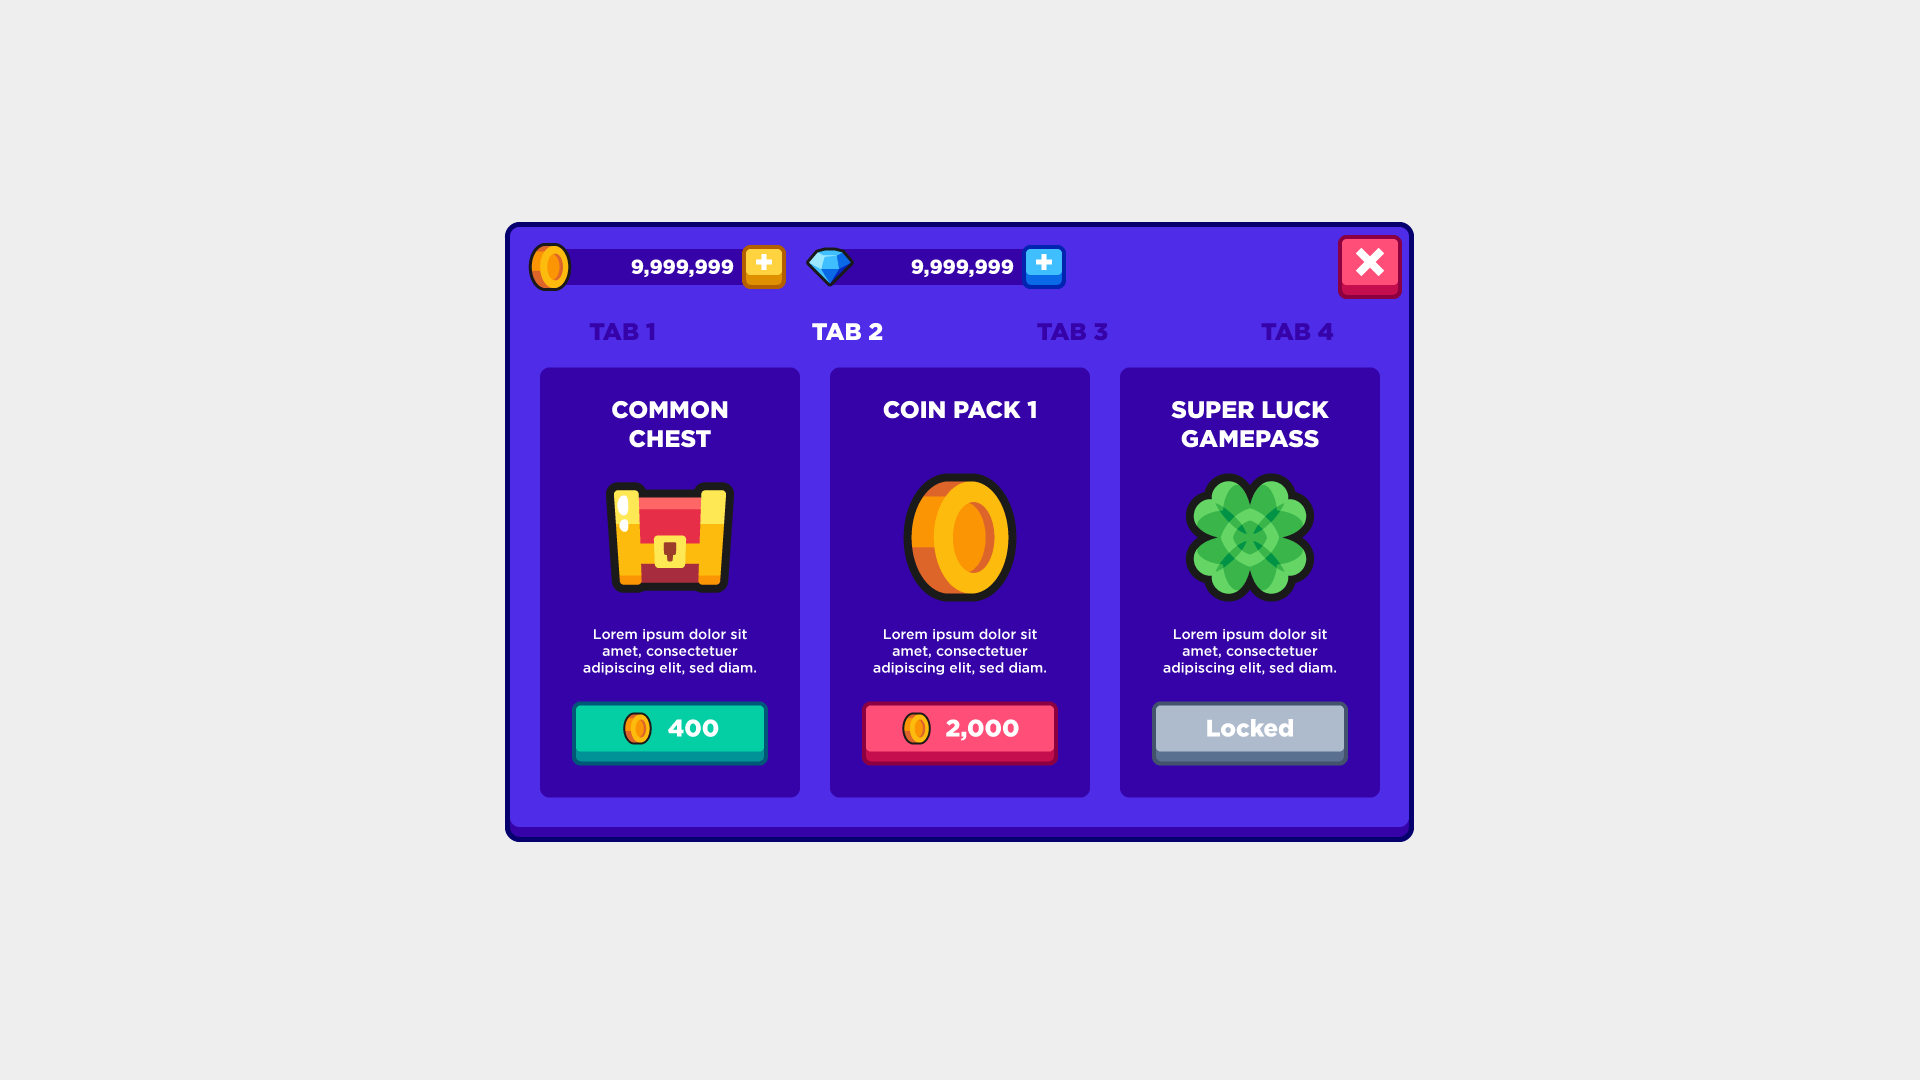 9,999,999
9,999,999
TAB 1
TAB 2
TAB 3
TAB 4
COMMON
CHEST
Lorem ipsum dolor sit
amet, consectetuer
adipiscing elit, sed diam.
400
COIN PACK 1
Lorem ipsum dolor sit
amet, consectetuer
adipiscing elit, sed diam.
2,000
SUPER LUCK
GAMEPASS
Lorem ipsum dolor sit
amet, consectetuer
adipiscing elit, sed diam.
Locked